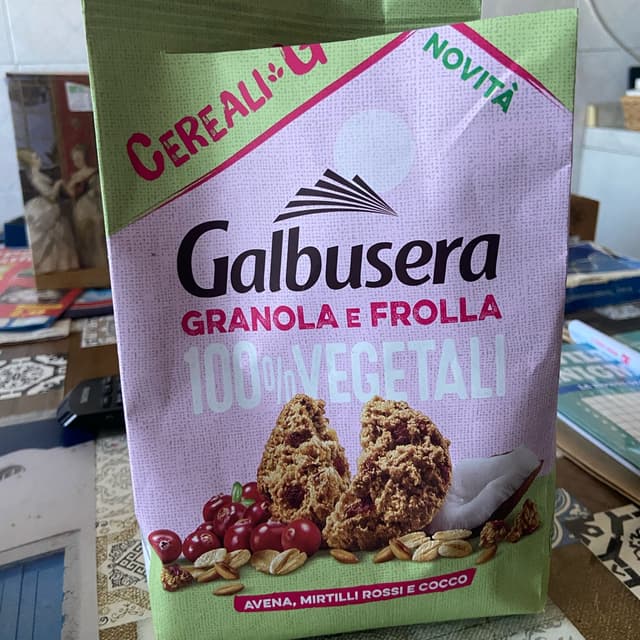 CEREALI G
NOVITÀ
Galbusera
GRANOLA E FROLLA
100% VEGETALI
AVENA, MIRTILLI ROSSI E COCCO